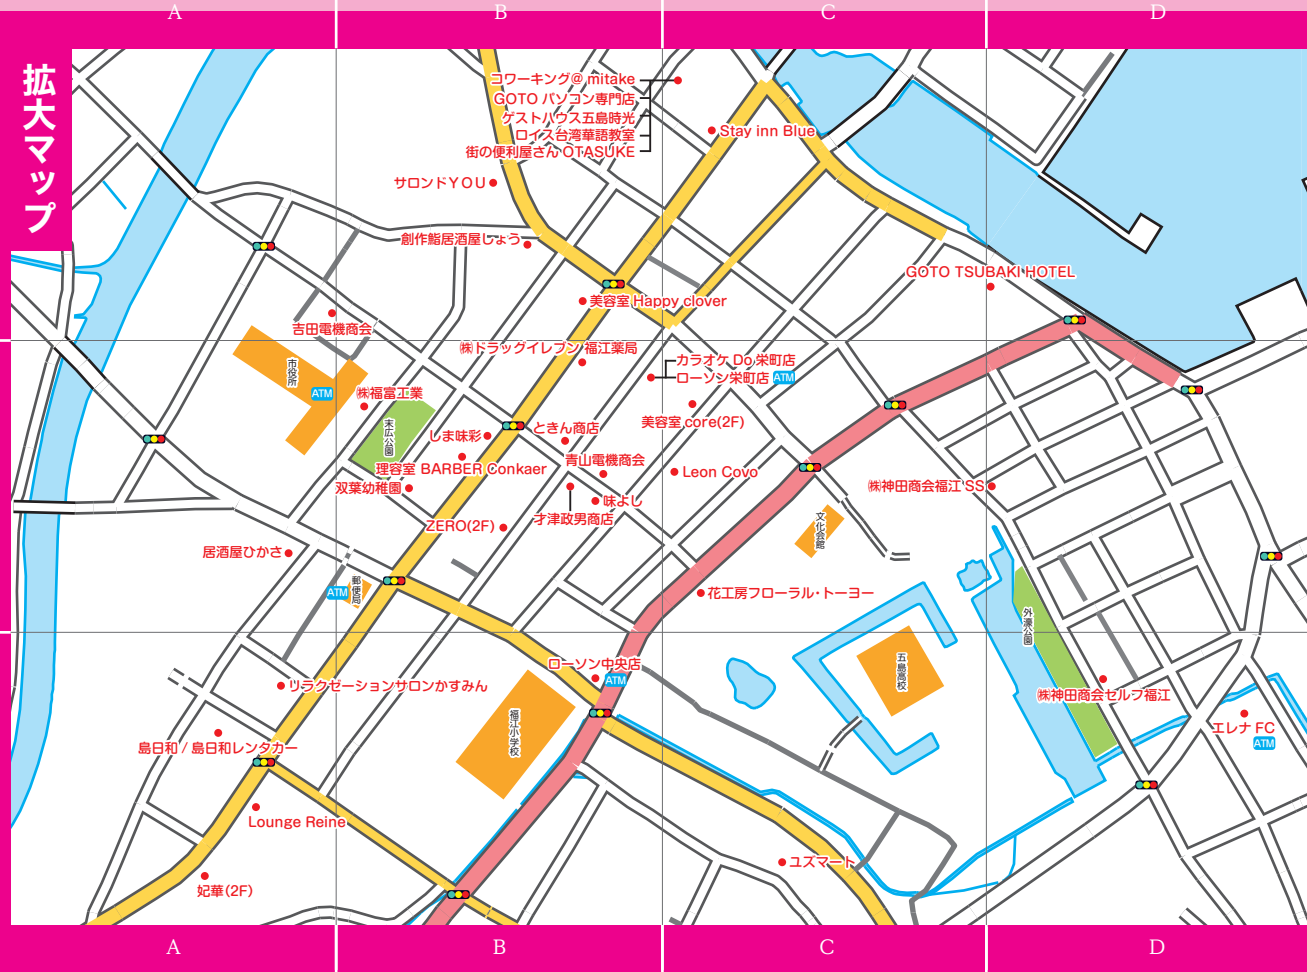 A
B
C
D
拡大マップ
コワーキング@ mitake
GOTO パソコン専門店
ゲストハウス五島時光
ロイス台湾華語教室
街の便利屋さん OTASUKE
Stay inn Blue
サロンドＹＯＵ
創作鮨居酒屋しょう
GOTO TSUBAKI HOTEL
美容室 Happy clover
吉田電機商会
㈱ドラッグイレブン 福江薬局
カラオケ Do 栄町店
ローソン栄町店
ATM
市役所
ATM
㈱福富工業
美容室 core(2F)
末広公園
しま味彩
ときん商店
青山電機商会
理容室 BARBER Conkaer
Leon Covo
双葉幼稚園
㈱神田商会福江 SS
味よし
才津政男商店
ZERO(2F)
文化会館
居酒屋ひかさ
ATM
郵便局
花工房フローラル・トーヨー
外濠公園
ローソン中央店
ATM
五島高校
リラクゼーションサロンかすみん
㈱神田商会セルフ福江
福江小学校
エレナ FC
ATM
島日和 / 島日和レンタカー
Lounge Reine
ユズマート
妃華(2F)
A
B
C
D